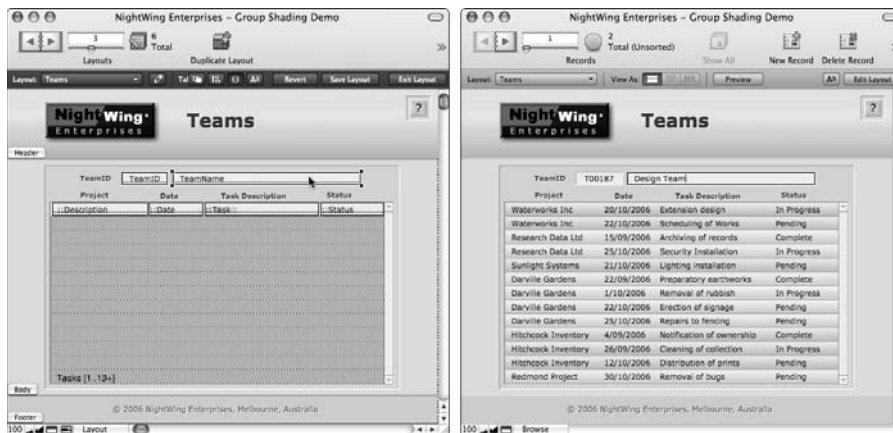 NightWing Enterprises – Group Shading Demo
3
6
Total
Layouts
Duplicate Layout
Layout: Teams
Revert
Save Layout
Exit Layout
NightWing
Enterprises
Teams
?
Header
TeamID
TeamID
TeamName
Project
Date
Task Description
Status
::Description
::Date
::Task
::Status
Tasks [1..13+]
Body
© 2006 NightWing Enterprises, Melbourne, Australia
Footer
100
Layout
NightWing Enterprises – Group Shading Demo
1
2
Total (Unsorted)
Records
Show All
New Record
Delete Record
Layout: Teams
View As:
Preview
Edit Layout
NightWing
Enterprises
Teams
?
TeamID
T00187
Design Team
Project Date Task Description Status
Waterworks Inc 20/10/2006 Extension design In Progress
Waterworks Inc 22/10/2006 Scheduling of Works Pending
Research Data Ltd 15/09/2006 Archiving of records Complete
Research Data Ltd 25/10/2006 Security Installation In Progress
Sunlight Systems 21/10/2006 Lighting installation Pending
Darville Gardens 22/09/2006 Preparatory earthworks Complete
Darville Gardens 1/10/2006 Removal of rubbish In Progress
Darville Gardens 22/10/2006 Erection of signage Pending
Darville Gardens 25/10/2006 Repairs to fencing Pending
Hitchcock Inventory 4/09/2006 Notification of ownership Complete
Hitchcock Inventory 26/09/2006 Cleaning of collection In Progress
Hitchcock Inventory 12/10/2006 Distribution of prints Pending
Redmond Project 30/10/2006 Removal of bugs Pending
© 2006 NightWing Enterprises, Melbourne, Australia
100
Browse